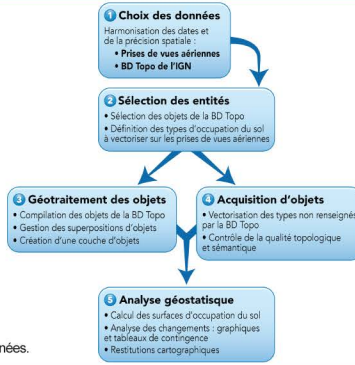 1 Choix des données
Harmonisation des dates et
de la précision spatiale :
• Prises de vues aériennes
• BD Topo de l'IGN
2 Sélection des entités
• Sélection des objets de la BD Topo
• Définition des types d'occupation du sol
à vectoriser sur les prises de vues aériennes
3 Géotraitement des objets
• Compilation des objets de la BD Topo
• Gestion des superpositions d'objets
• Création d'une couche d'objets
4 Acquisition d'objets
• Vectorisation des types non renseignés
par la BD Topo
• Contrôle de la qualité topologique
et sémantique
5 Analyse géostatisque
• Calcul des surfaces d'occupation du sol
• Analyse des changements : graphiques
et tableaux de contingence
• Restitutions cartographiques
nées.